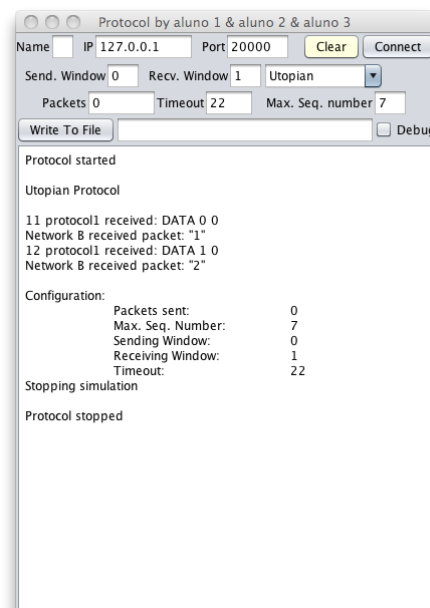 Protocol by aluno 1 & aluno 2 & aluno 3
Name IP 127.0.0.1 Port 20000 Clear Connect
Send. Window 0 Recv. Window 1 Utopian
Packets 0 Timeout 22 Max. Seq. number 7
Write To File Debug
Protocol started
Utopian Protocol
11 protocol1 received: DATA 0 0
Network B received packet: "1"
12 protocol1 received: DATA 1 0
Network B received packet: "2"
Configuration:
Packets sent: 0
Max. Seq. Number: 7
Sending Window: 0
Receiving Window: 1
Timeout: 22
Stopping simulation
Protocol stopped